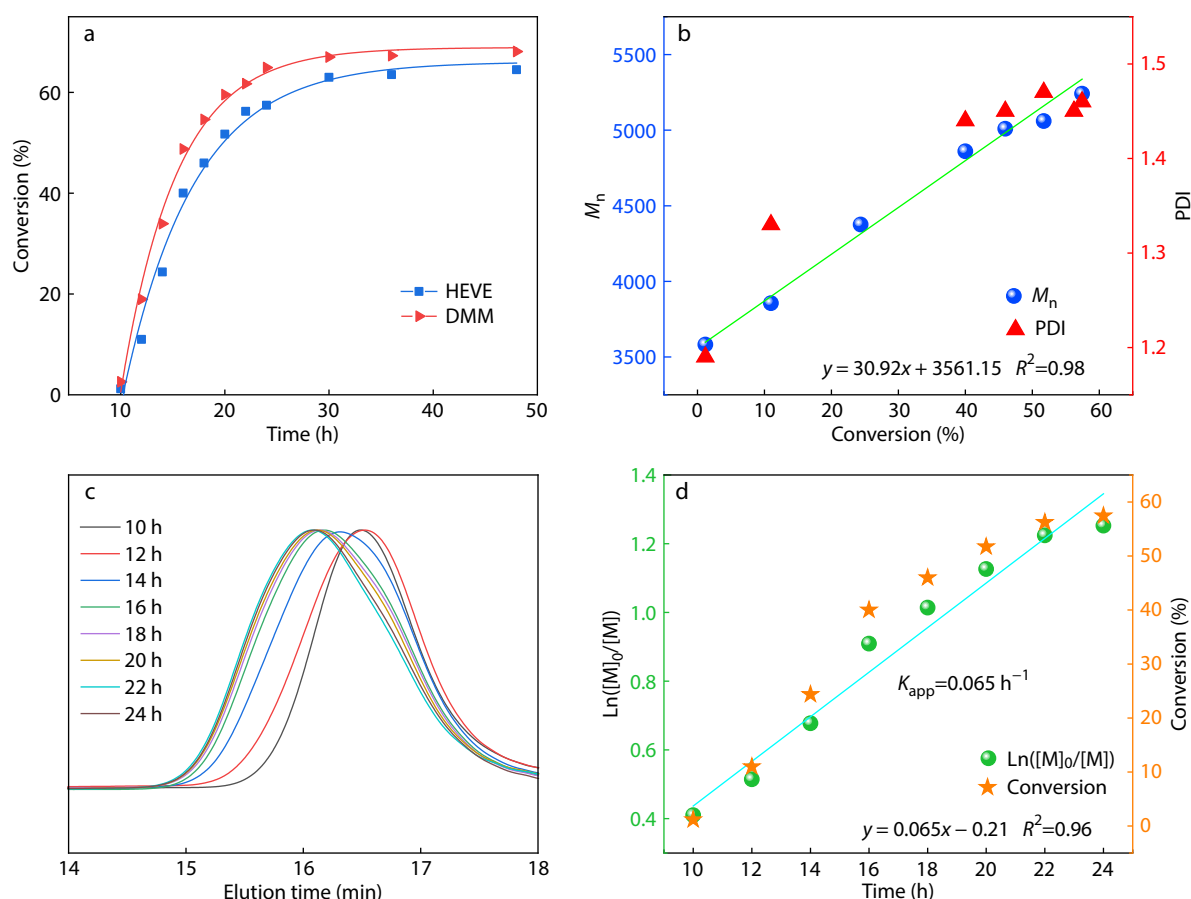 a
Conversion (%)
60
40
20
0
10
20
30
40
50
Time (h)
HEVE
DMM
b
Mn
5500
5000
4500
4000
3500
PDI
1.5
1.4
1.3
1.2
Mn
PDI
y = 30.92x + 3561.15 R²=0.98
0
10
20
30
40
50
60
Conversion (%)
c
10 h
12 h
14 h
16 h
18 h
20 h
22 h
24 h
14
15
16
17
18
Elution time (min)
d
Ln([M]₀/[M])
1.4
1.2
1.0
0.8
0.6
0.4
Conversion (%)
60
50
40
30
20
10
0
Kapp=0.065 h⁻¹
Ln([M]₀/[M])
Conversion
y = 0.065x – 0.21 R²=0.96
10
12
14
16
18
20
22
24
Time (h)